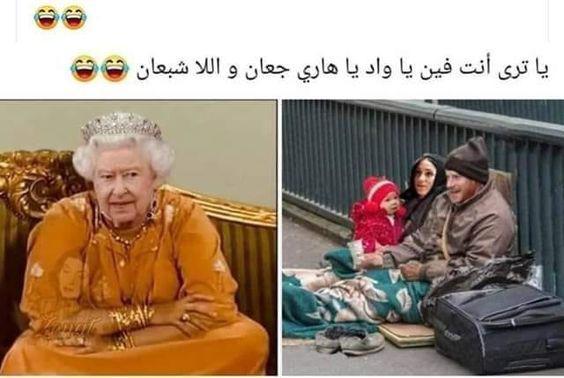 😂😂
يا ترى أنت فين يا واد يا هاري جعان و اللا شبعان 😂😂